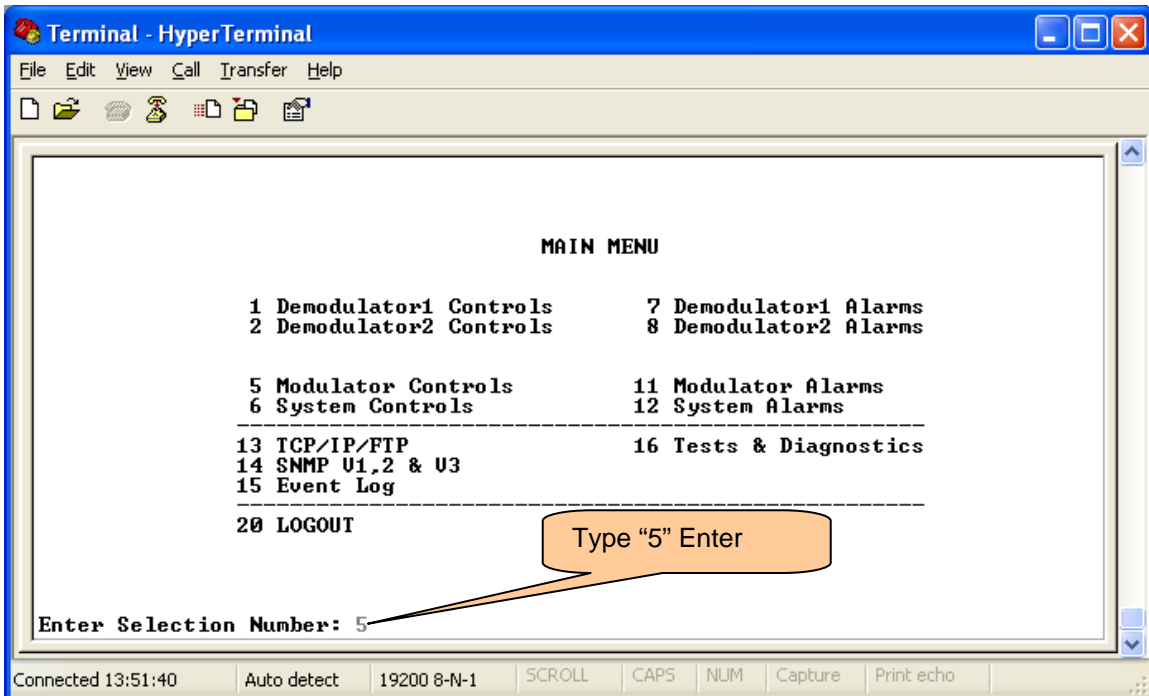 Terminal - HyperTerminal
File Edit View Call Transfer Help
MAIN MENU
1 Demodulator1 Controls 7 Demodulator1 Alarms
2 Demodulator2 Controls 8 Demodulator2 Alarms
5 Modulator Controls 11 Modulator Alarms
6 System Controls 12 System Alarms
13 TCP/IP/FTP 16 Tests & Diagnostics
14 SNMP V1,2 & V3
15 Event Log
20 LOGOUT
Type “5” Enter
Enter Selection Number: 5
Connected 13:51:40 Auto detect 19200 8-N-1 SCROLL CAPS NUM Capture Print echo